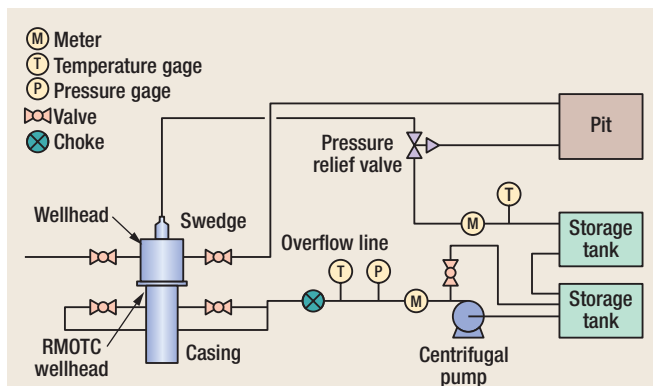 M Meter
T Temperature gage
P Pressure gage
Valve
Choke
Pressure
relief valve
Pit
T
Wellhead
Swedge
M
Storage
tank
Overflow line
T
P
M
Storage
tank
RMOTC
wellhead
Casing
Centrifugal
pump